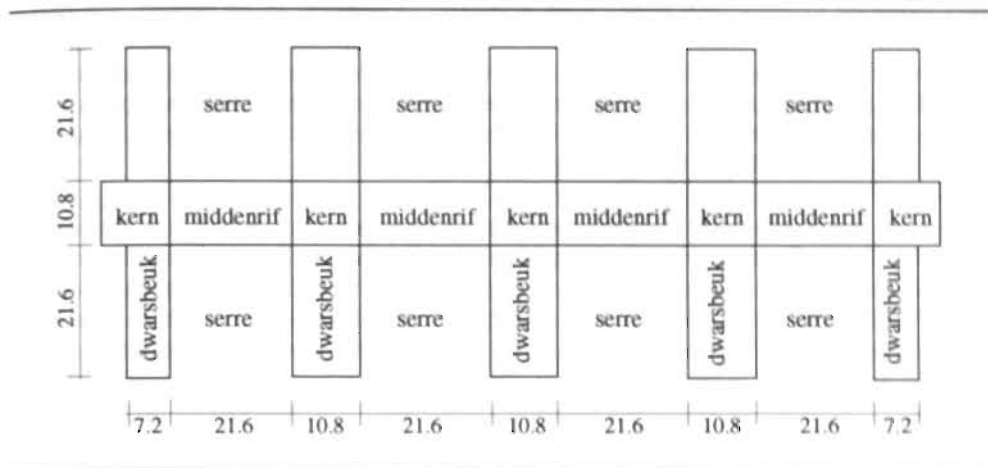 21.6
serre serre serre serre
10.8
kern middenrif kern middenrif kern middenrif kern middenrif kern
21.6
dwarsbeuk serre dwarsbeuk serre dwarsbeuk serre dwarsbeuk serre dwarsbeuk
7.2 21.6 10.8 21.6 10.8 21.6 10.8 21.6 7.2